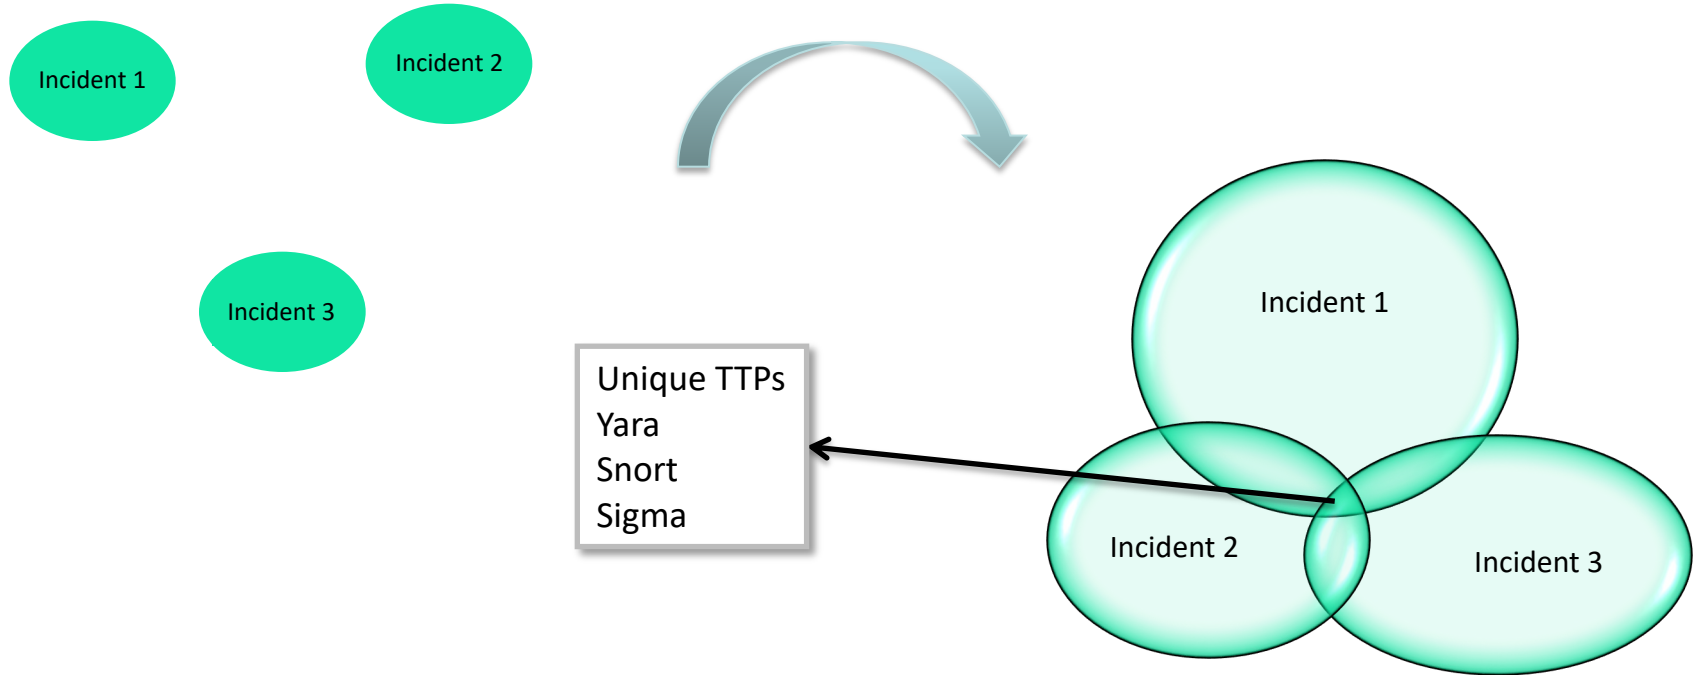 Incident 1
Incident 2
Incident 3
Unique TTPs
Yara
Snort
Sigma
Incident 1
Incident 2
Incident 3